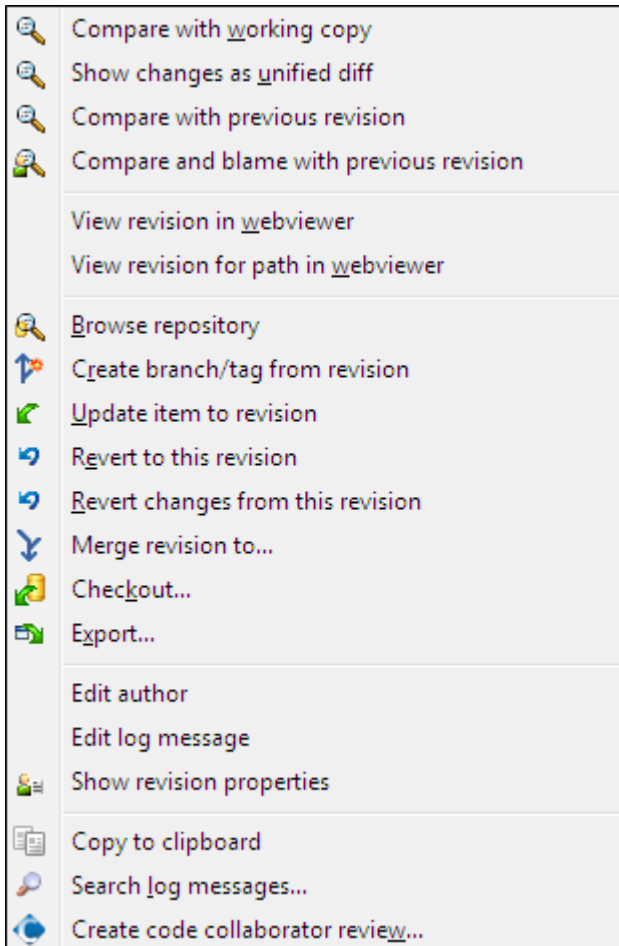 Compare with working copy
Show changes as unified diff
Compare with previous revision
Compare and blame with previous revision
View revision in webviewer
View revision for path in webviewer
Browse repository
Create branch/tag from revision
Update item to revision
Revert to this revision
Revert changes from this revision
Merge revision to...
Checkout...
Export...
Edit author
Edit log message
Show revision properties
Copy to clipboard
Search log messages...
Create code collaborator review...